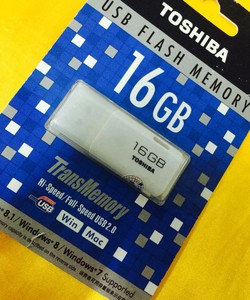 TOSHIBA
USB FLASH MEMORY
16GB
16GB
TOSHIBA
TransMemory
Hi-Speed/Full-Speed USB2.0
USB
Win Mac
8.1/Windows®8/Windows®7 Supported